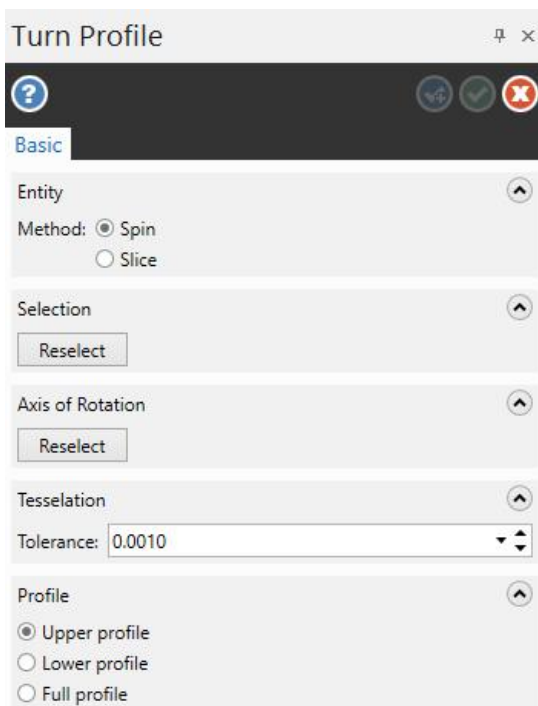 Turn Profile
Basic
Entity
Method: Spin
Slice
Selection
Reselect
Axis of Rotation
Reselect
Tesselation
Tolerance: 0.0010
Profile
Upper profile
Lower profile
Full profile